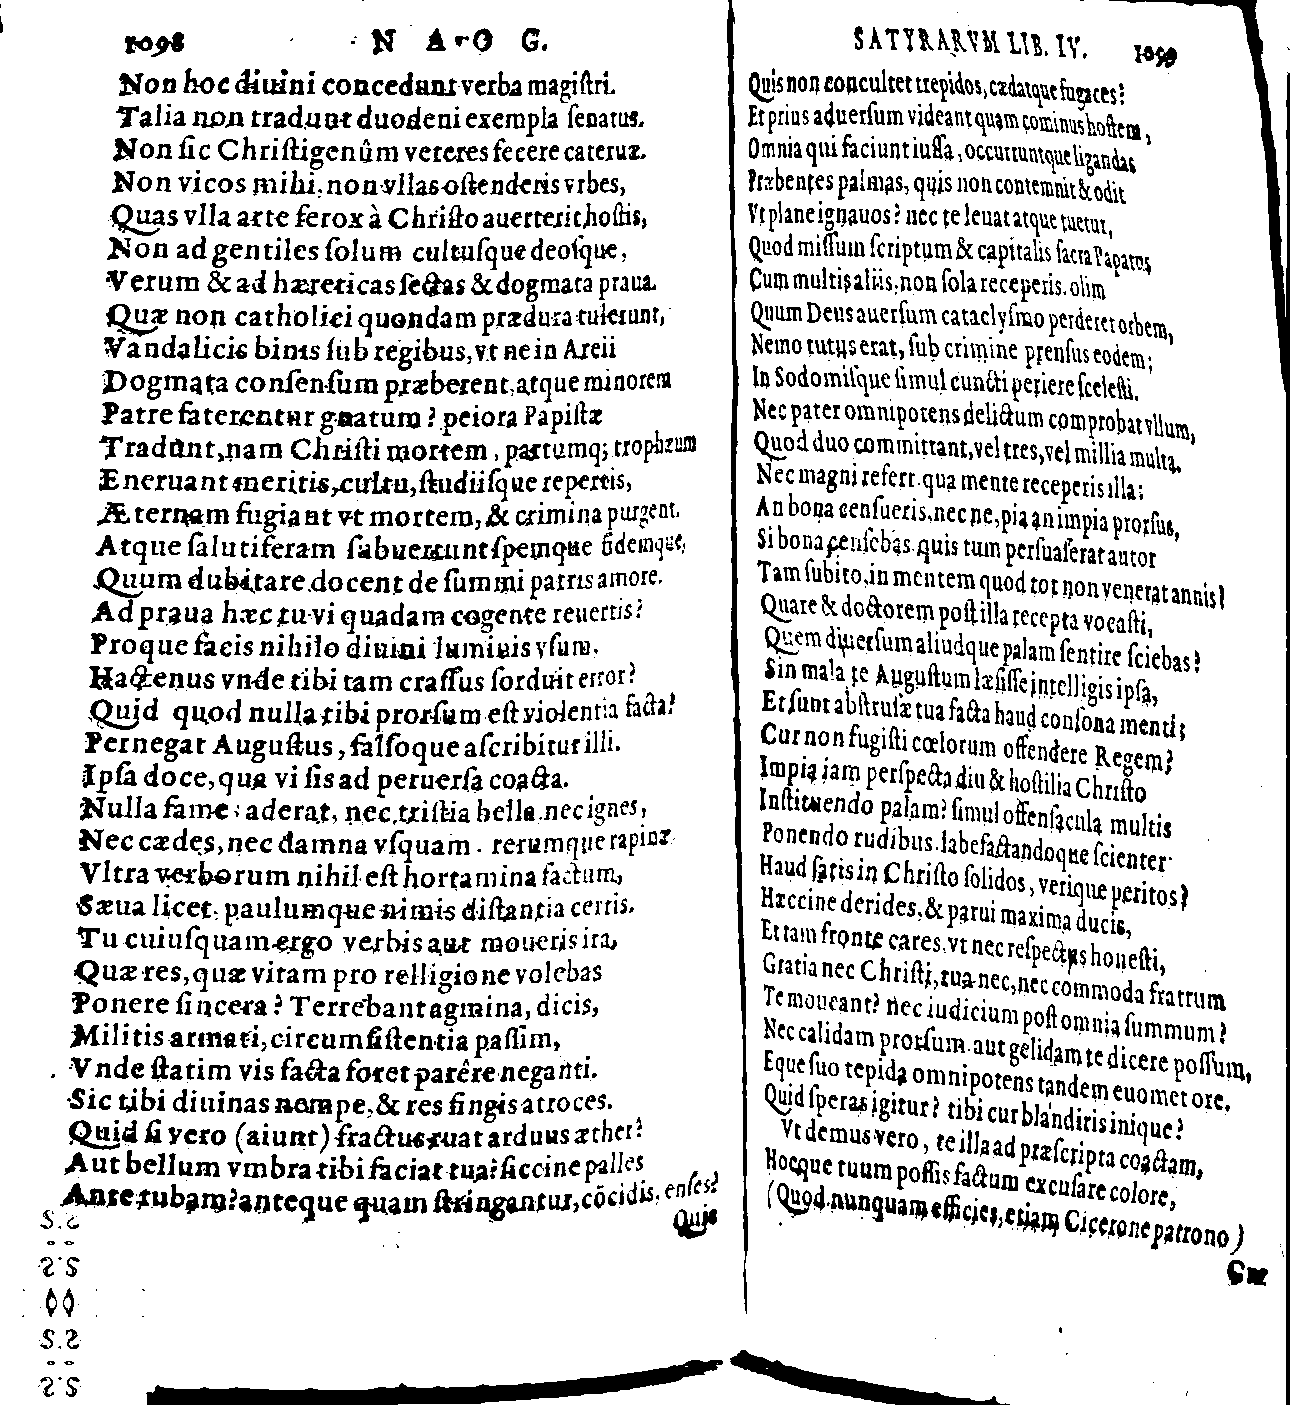 1098 N A O G.
Non hoc diuini concedunt verba magiſtri.
Talia non tradunt duodeni exempla ſenatus.
Non ſic Chriſtigenûm veteres fecere cateruæ.
Non vicos mihi, non vllas oſtenderis vrbes,
Quas vlla arte ferox à Chriſto auerterit hoſtis,
Non ad gentiles ſolum cultuſque deoſque,
Verum & ad hæreticas ſectas & dogmata praua.
Quæ non catholici quondam prædura tulerunt,
Vandalicis binis ſub regibus, vt ne in Areii
Dogmata conſenſum præberent, atque minorem
Patre faterentur gnatum? peiora Papiſtæ
Tradunt, nam Chriſti mortem, partumq; trophæum
Eneruant meritis, cultu, ſtudiiſque repertis,
Æternam fugiant vt mortem, & crimina purgent.
Atque ſalutiferam ſubuertunt ſpemque fidemque,
Quum dubitare docent de ſummi patris amore.
Ad praua hæc tu vi quadam cogente reuertis?
Proque facis nihilo diuini luminis vſum.
Hactenus vnde tibi tam craſſus ſorduit error?
Quid quod nulla tibi prorſum eſt violentia facta?
Pernegat Auguſtus, falſoque aſcribitur illi.
Ipſa doce, qua vi ſis ad peruerſa coacta.
Nulla fames aderat, nec triſtia bella nec ignes,
Nec cædes, nec damna vſquam rerumque rapinæ
Vltra verborum nihil eſt hortamina factum,
Sæua licet, paulumque nimis diſtantia certis.
Tu cuiuſquam ergo verbis aut moueris ira,
Quæ res, quæ vitam pro relligione volebas
Ponere ſincera? Terrebant agmina, dicis,
Militis armati, circumſiſtentia paſſim,
Vnde ſtatim vis facta foret parêre neganti.
Sic tibi diuinas nempe, & res fingis atroces.
Quid ſi vero (aiunt) fractus ruat arduus æther?
Aut bellum vmbra tibi faciat tua? ſiccine palles
Ante tubam? anteque quam ſtringantur, cõcidis, enſes?
Quis
SATYRARVM LIB. IV. 1099
Quis non concultet trepidos, cædatque fugaces?
Et prius aduerſum videant quam cominus hoſtem,
Omnia qui faciunt iuſſa, occurruntque ligandas
Præbentes palmas, quis non contemnit & odit
Vt plane ignauos? nec te leuat atque tuetur,
Quod miſſum ſcriptum & capitalis ſacra Papatus
Cum multis aliis, non ſola receperis. olim
Quum Deus auerſum cataclyſmo perderet orbem,
Nemo tutus erat, ſub crimine prenſus eodem;
In Sodomiſque ſimul cuncti periere ſceleſti.
Nec pater omnipotens delictum comprobat vllum,
Quod duo committant, vel tres, vel millia multa.
Nec magni refert qua mente receperis illa;
An bona cenſueris, nec ne, pia an impia prorſus,
Si bona cenſebas quis tum perſuaſerat autor
Tam ſubito, in mentem quod tot non venerat annis?
Quare & doctorem poſt illa recepta vocaſti,
Quem diuerſum aliudque palam ſentire ſciebas?
Sin mala te Auguſtum læſiſſe intelligis ipſa,
Et ſunt abſtruſæ tua facta haud conſona menti;
Cur non fugiſti cœlorum offendere Regem?
Impia iam perſpecta diu & hoſtilia Chriſto
Inſtituendo palam? ſimul offenſacula multis
Ponendo rudibus, labefactandoque ſcienter
Haud ſatis in Chriſto ſolidos, verique peritos?
Hæccine derides, & parui maxima ducis,
Et tam fronte cares, vt nec reſpectus honeſti,
Gratia nec Chriſti, tua nec, nec commoda fratrum
Te moueant? nec iudicium poſt omnia ſummum?
Nec calidam prorſum aut gelidam te dicere poſſum,
Eque ſuo tepida omnipotens tandem euomet ore.
Quid ſperas igitur? tibi cur blandiris inique?
Vt demus vero, te illa ad præſcripta coactam,
Hocque tuum poſſis factum excuſare colore,
(Quod nunquam efficies, etiam Cicerone patrono)